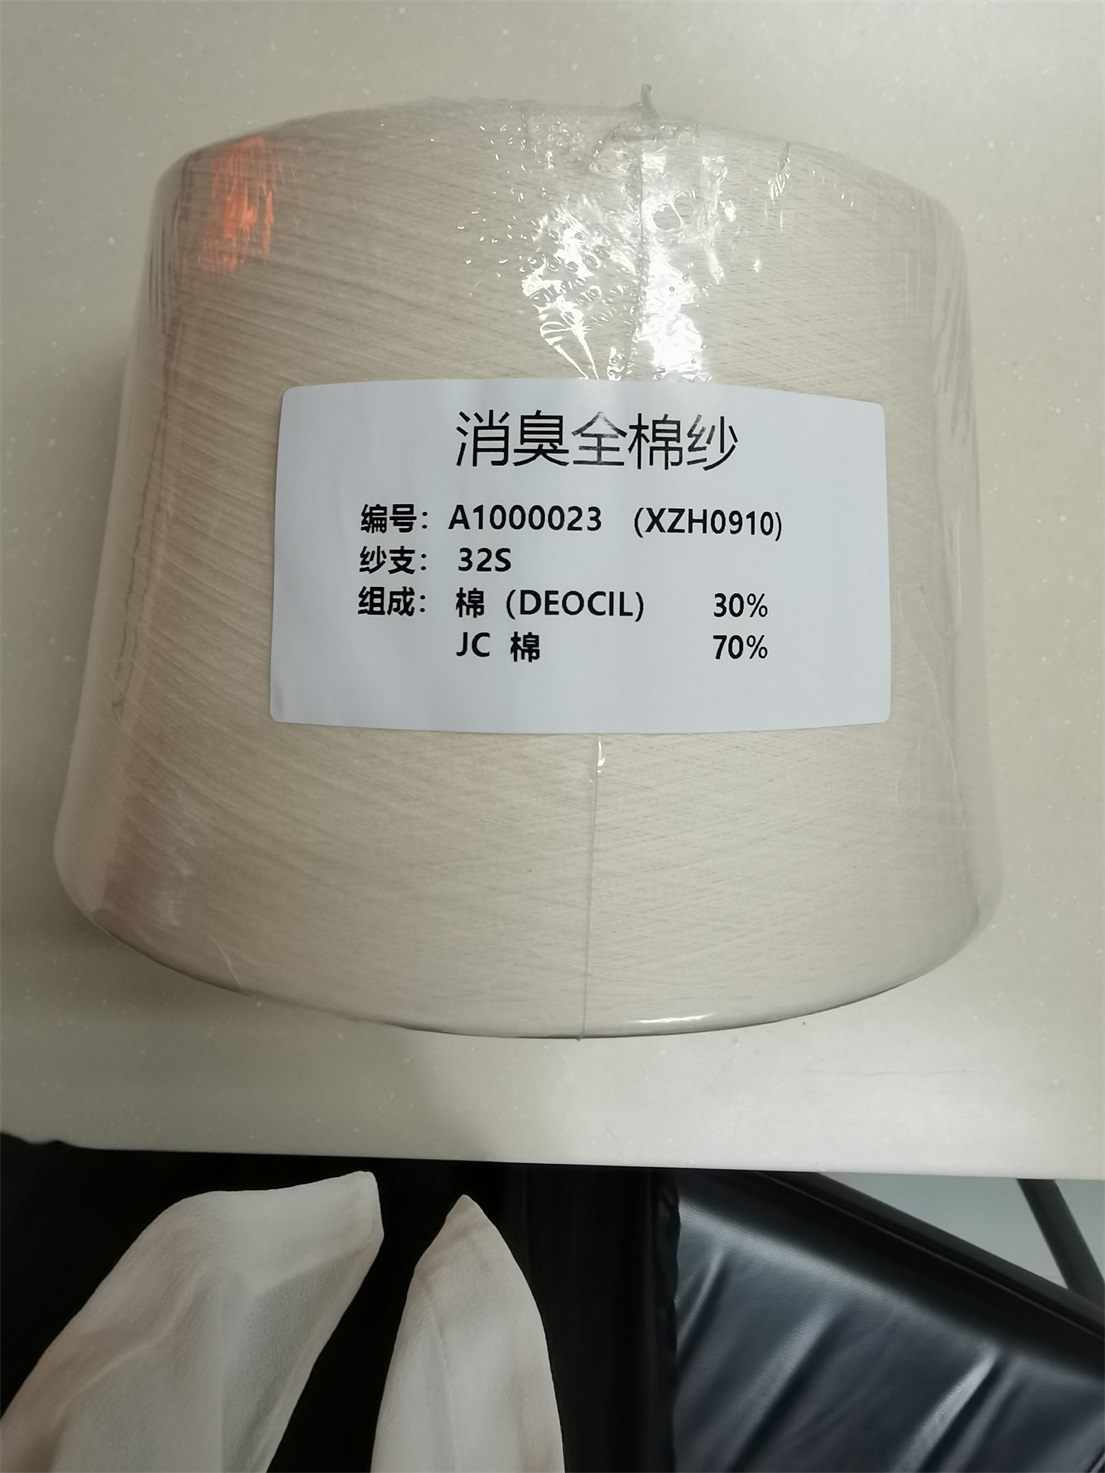 消臭全棉纱
编号： A1000023 (XZH0910)
纱支： 32S
组成： 棉 (DEOCIL) 30%
JC 棉 70%